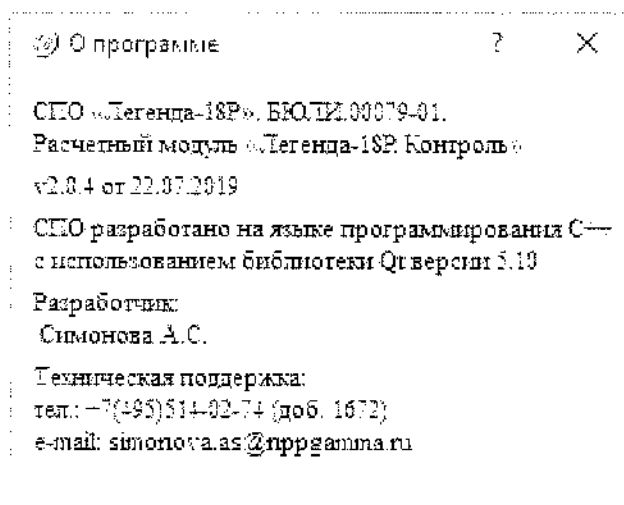 О программе ? X
СПО «Легенда-18Р». БЮЛИ.00079-01.
Расчетный модуль «Легенда-18Р. Контроль»
v2.0.4 от 22.07.2019
СПО разработано на языке программирования C++
с использованием библиотеки Qt версии 5.10
Разработчик:
Симонова А.С.
Техническая поддержка:
тел.: +7(495)514-02-74 (доб. 1672)
e-mail: simonova.as@nppgamma.ru